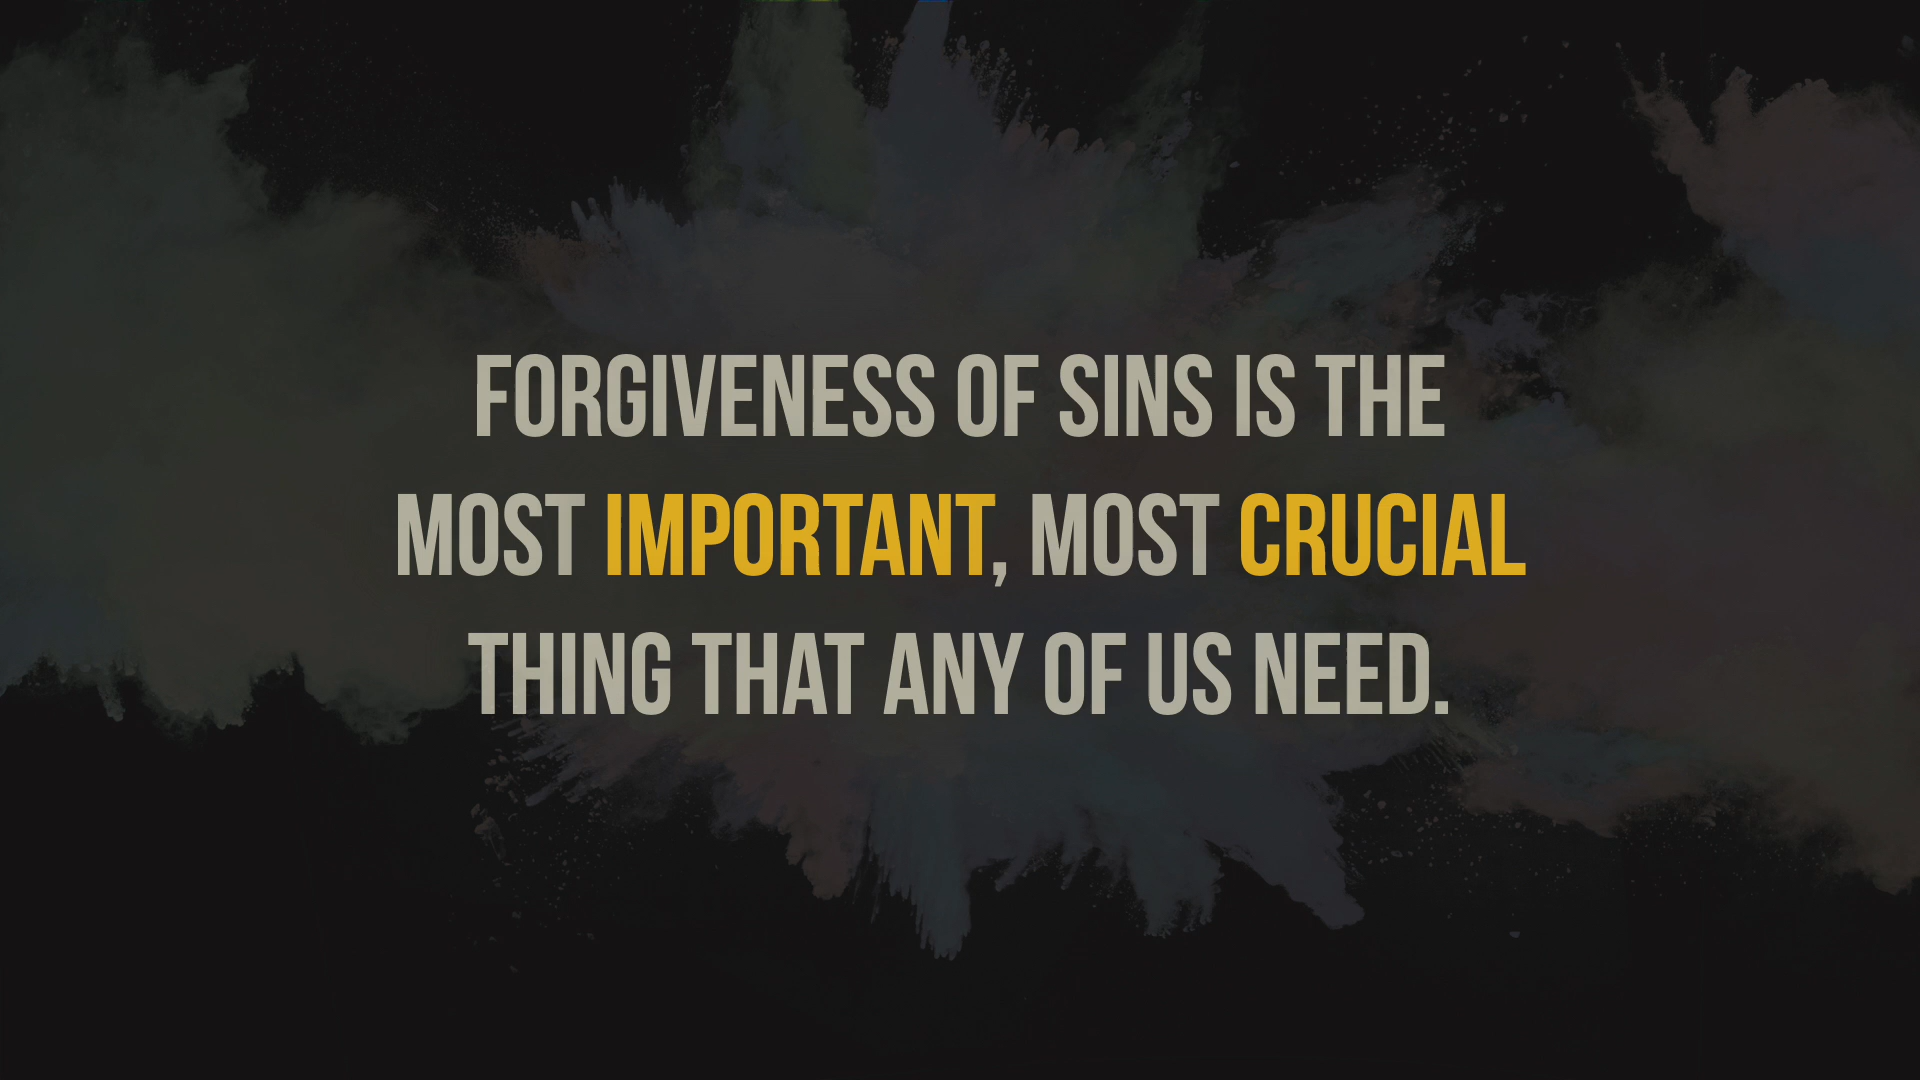 FORGIVENESS OF SINS IS THE
MOST IMPORTANT, MOST CRUCIAL
THING THAT ANY OF US NEED.